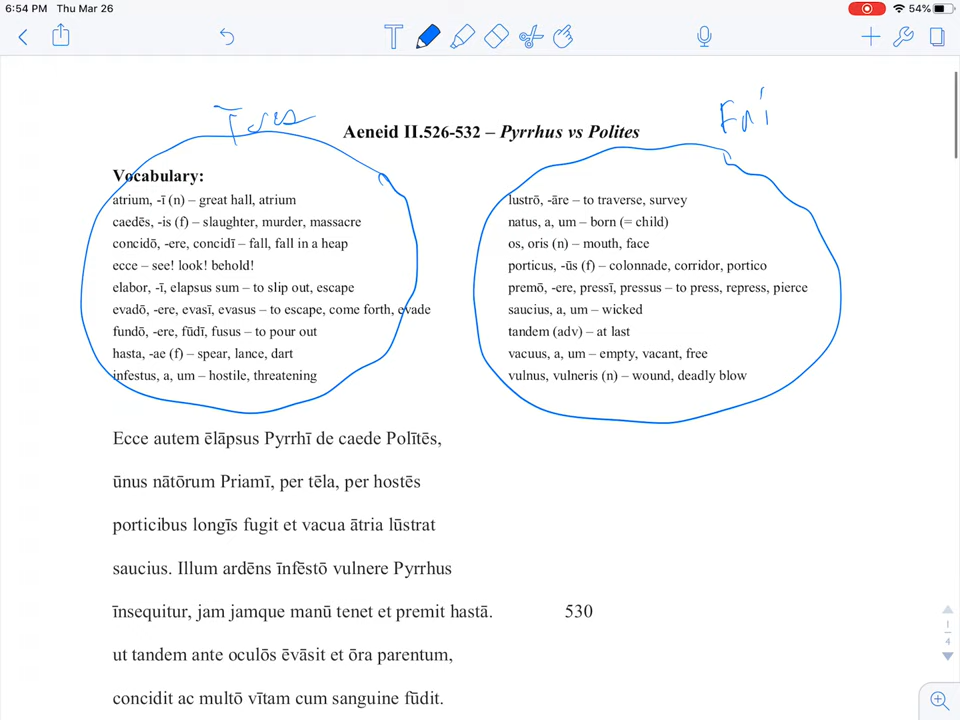 6:54 PM Thu Mar 26
54%
Aeneid II.526-532 – Pyrrhus vs Polites
Vocabulary:
atrium, -ī (n) – great hall, atrium
caedēs, -is (f) – slaughter, murder, massacre
concidō, -ere, concidī – fall, fall in a heap
ecce – see! look! behold!
elabor, -ī, elapsus sum – to slip out, escape
evadō, -ere, evasī, evasus – to escape, come forth, evade
fundō, -ere, fūdī, fusus – to pour out
hasta, -ae (f) – spear, lance, dart
infestus, a, um – hostile, threatening
lustrō, -āre – to traverse, survey
natus, a, um – born (= child)
os, oris (n) – mouth, face
porticus, -ūs (f) – colonnade, corridor, portico
premō, -ere, pressī, pressus – to press, repress, pierce
saucius, a, um – wicked
tandem (adv) – at last
vacuus, a, um – empty, vacant, free
vulnus, vulneris (n) – wound, deadly blow
Ecce autem ēlāpsus Pyrrhī de caede Polītēs,
ūnus nātōrum Priamī, per tēla, per hostēs
porticibus longīs fugit et vacua ātria lūstrat
saucius. Illum ardēns īnfēstō vulnere Pyrrhus
īnsequitur, jam jamque manū tenet et premit hastā. 530
ut tandem ante oculōs ēvāsit et ōra parentum,
concidit ac multō vītam cum sanguine fūdit.
1
4